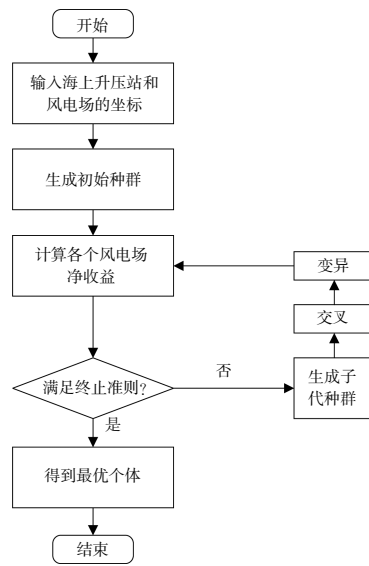 开始
输入海上升压站和
风电场的坐标
生成初始种群
计算各个风电场
净收益
变异
交叉
满足终止准则?
否
生成子
代种群
是
得到最优个体
结束